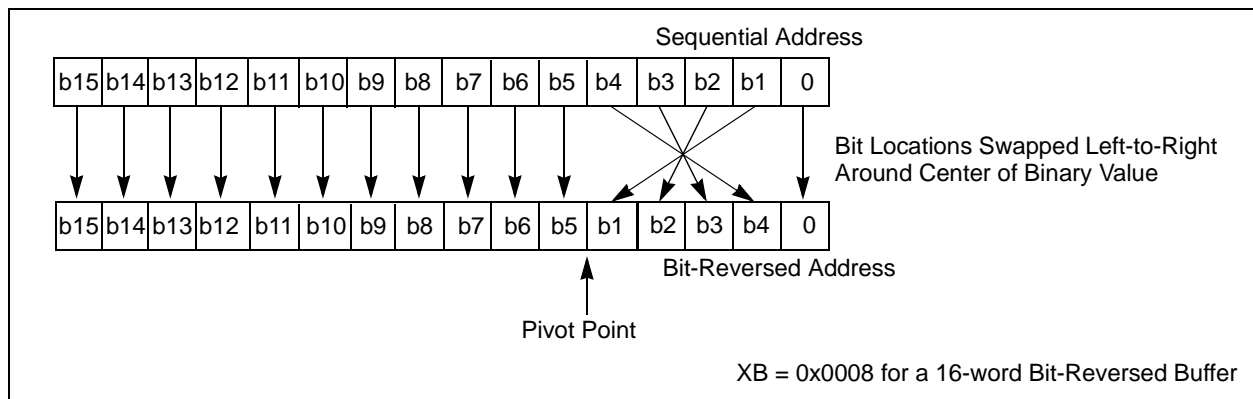 Sequential Address
b15 b14 b13 b12 b11 b10 b9 b8 b7 b6 b5 b4 b3 b2 b1 0
Bit Locations Swapped Left-to-Right
Around Center of Binary Value
b15 b14 b13 b12 b11 b10 b9 b8 b7 b6 b5 b1 b2 b3 b4 0
Bit-Reversed Address
Pivot Point
XB = 0x0008 for a 16-word Bit-Reversed Buffer